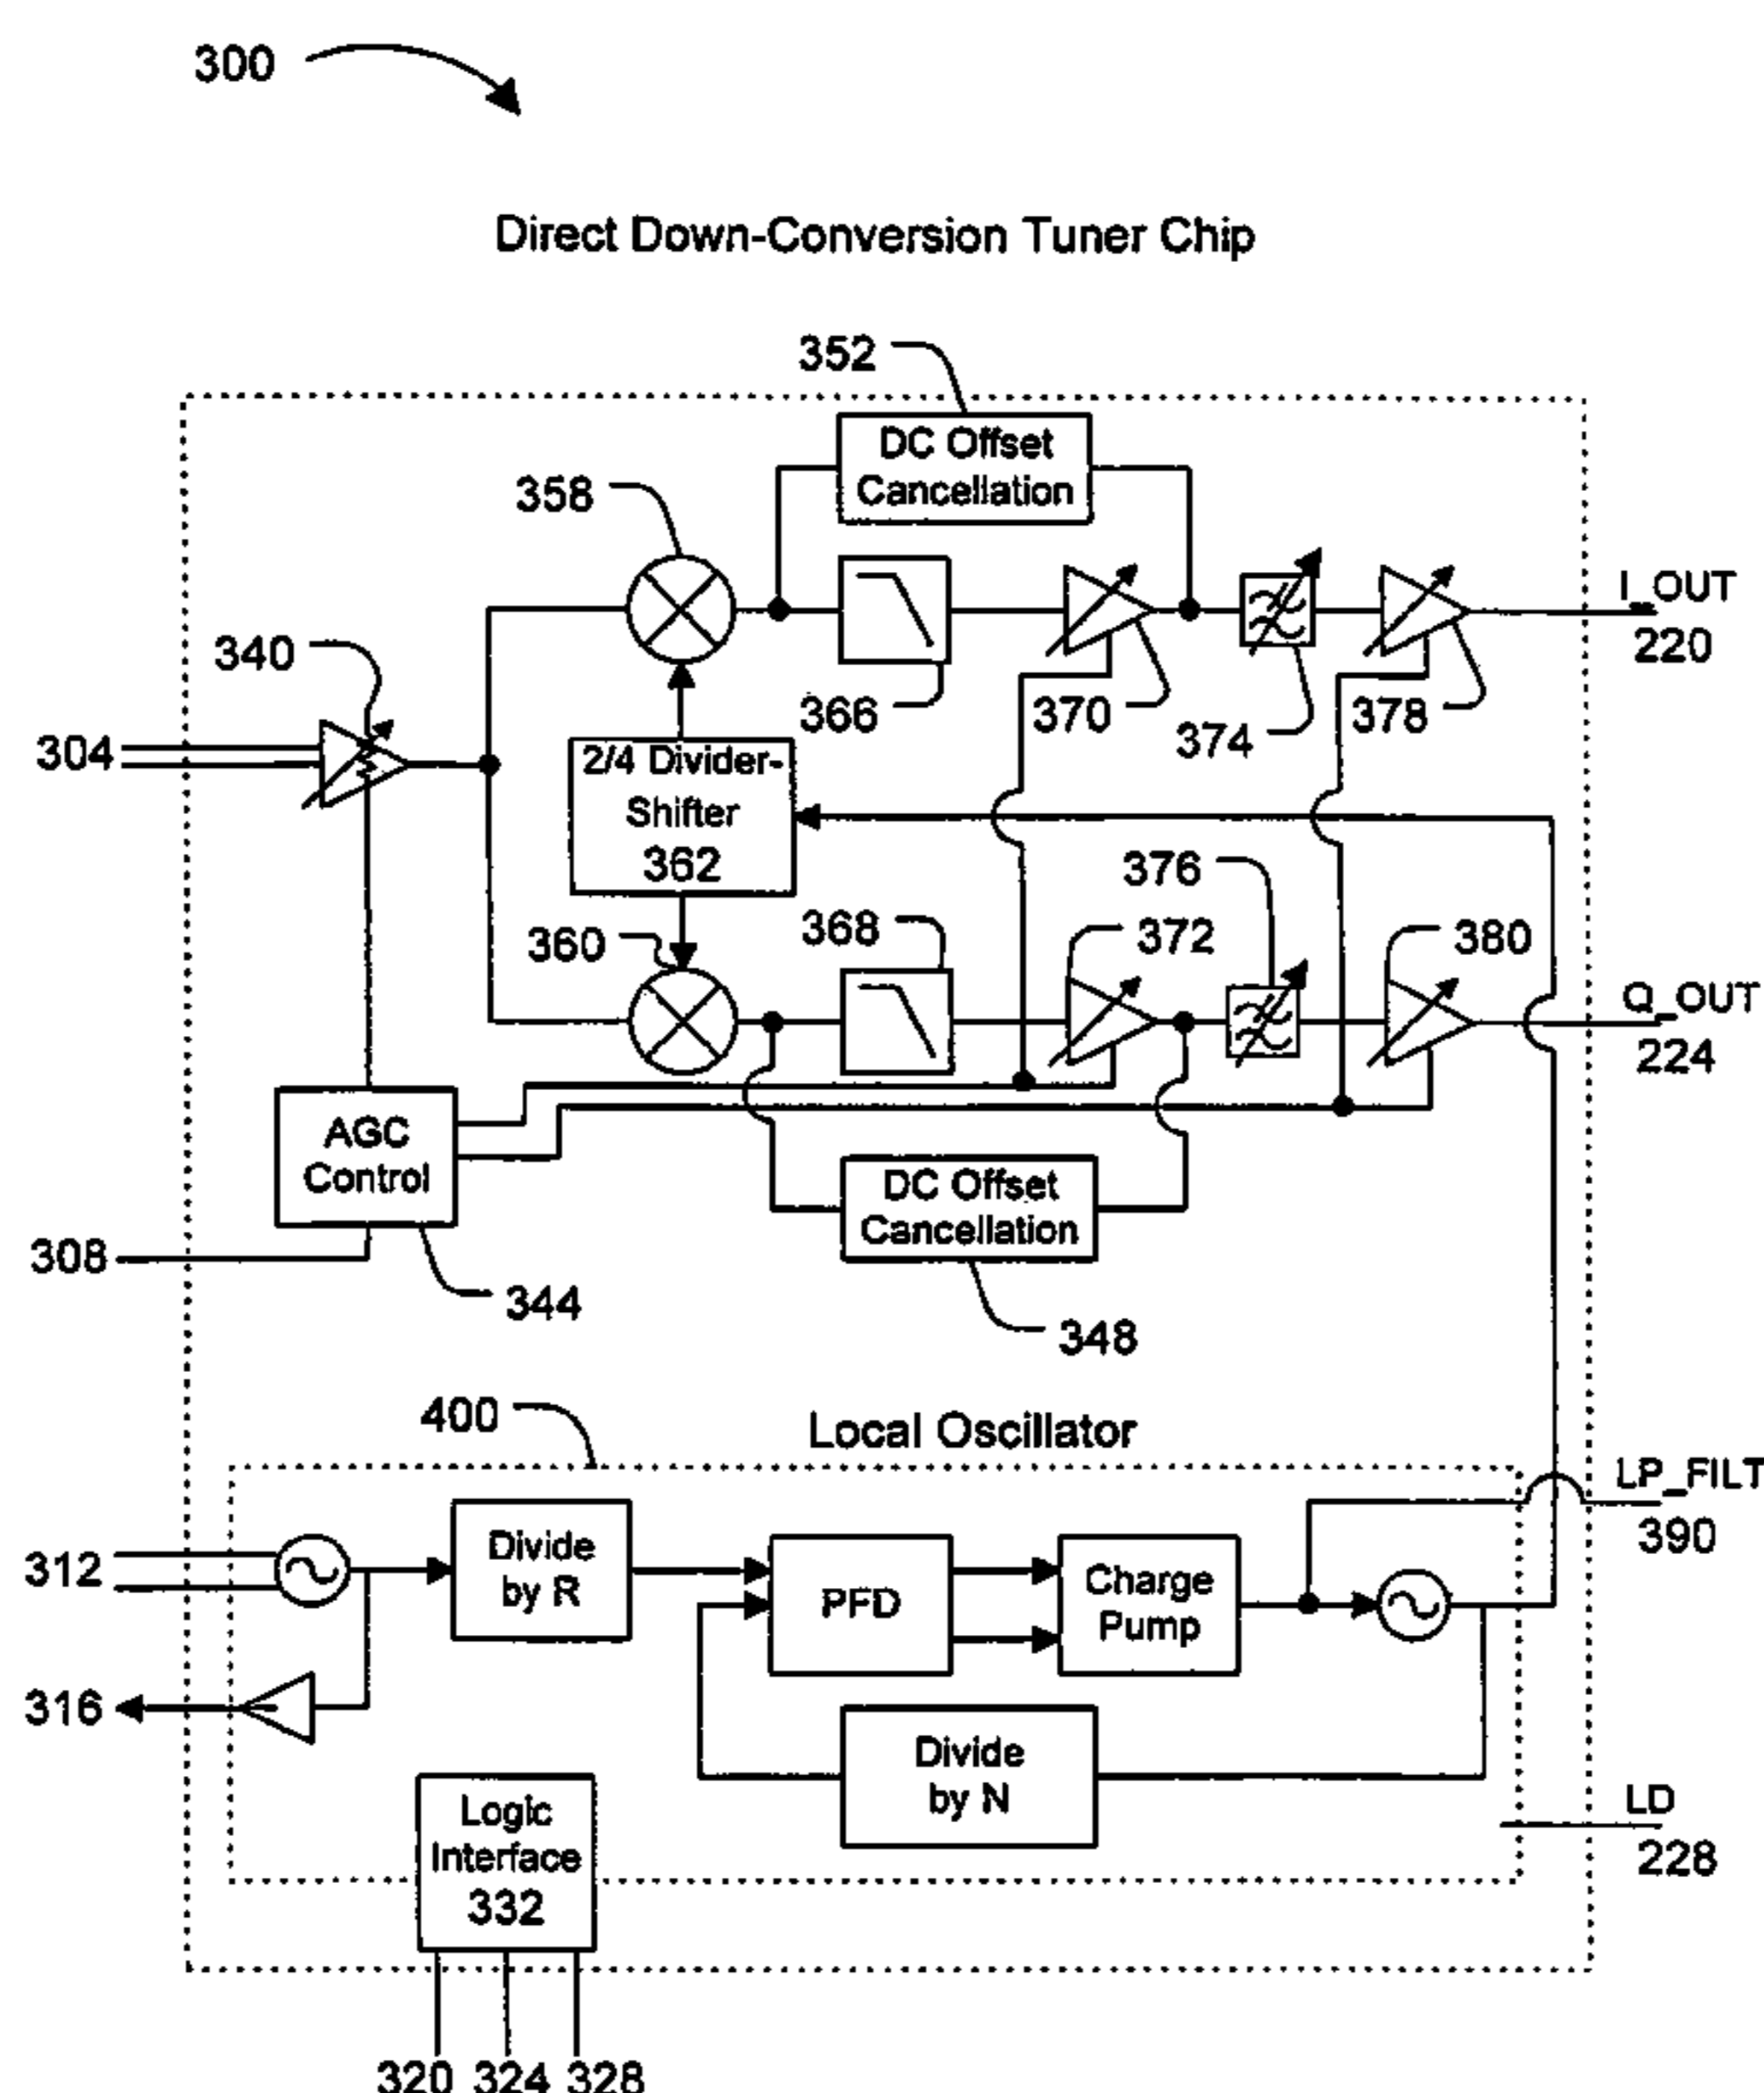 300
Direct Down-Conversion Tuner Chip
352
DC Offset
Cancellation
358
I_OUT
220
340
366
370
374
378
304
2/4 Divider-
Shifter
362
376
360
368
372
380
Q_OUT
224
AGC
Control
DC Offset
Cancellation
308
344
348
400
Local Oscillator
LP_FILT
390
312
Divide
by R
PFD
Charge
Pump
316
Divide
by N
LD
228
Logic
Interface
332
320 324 328